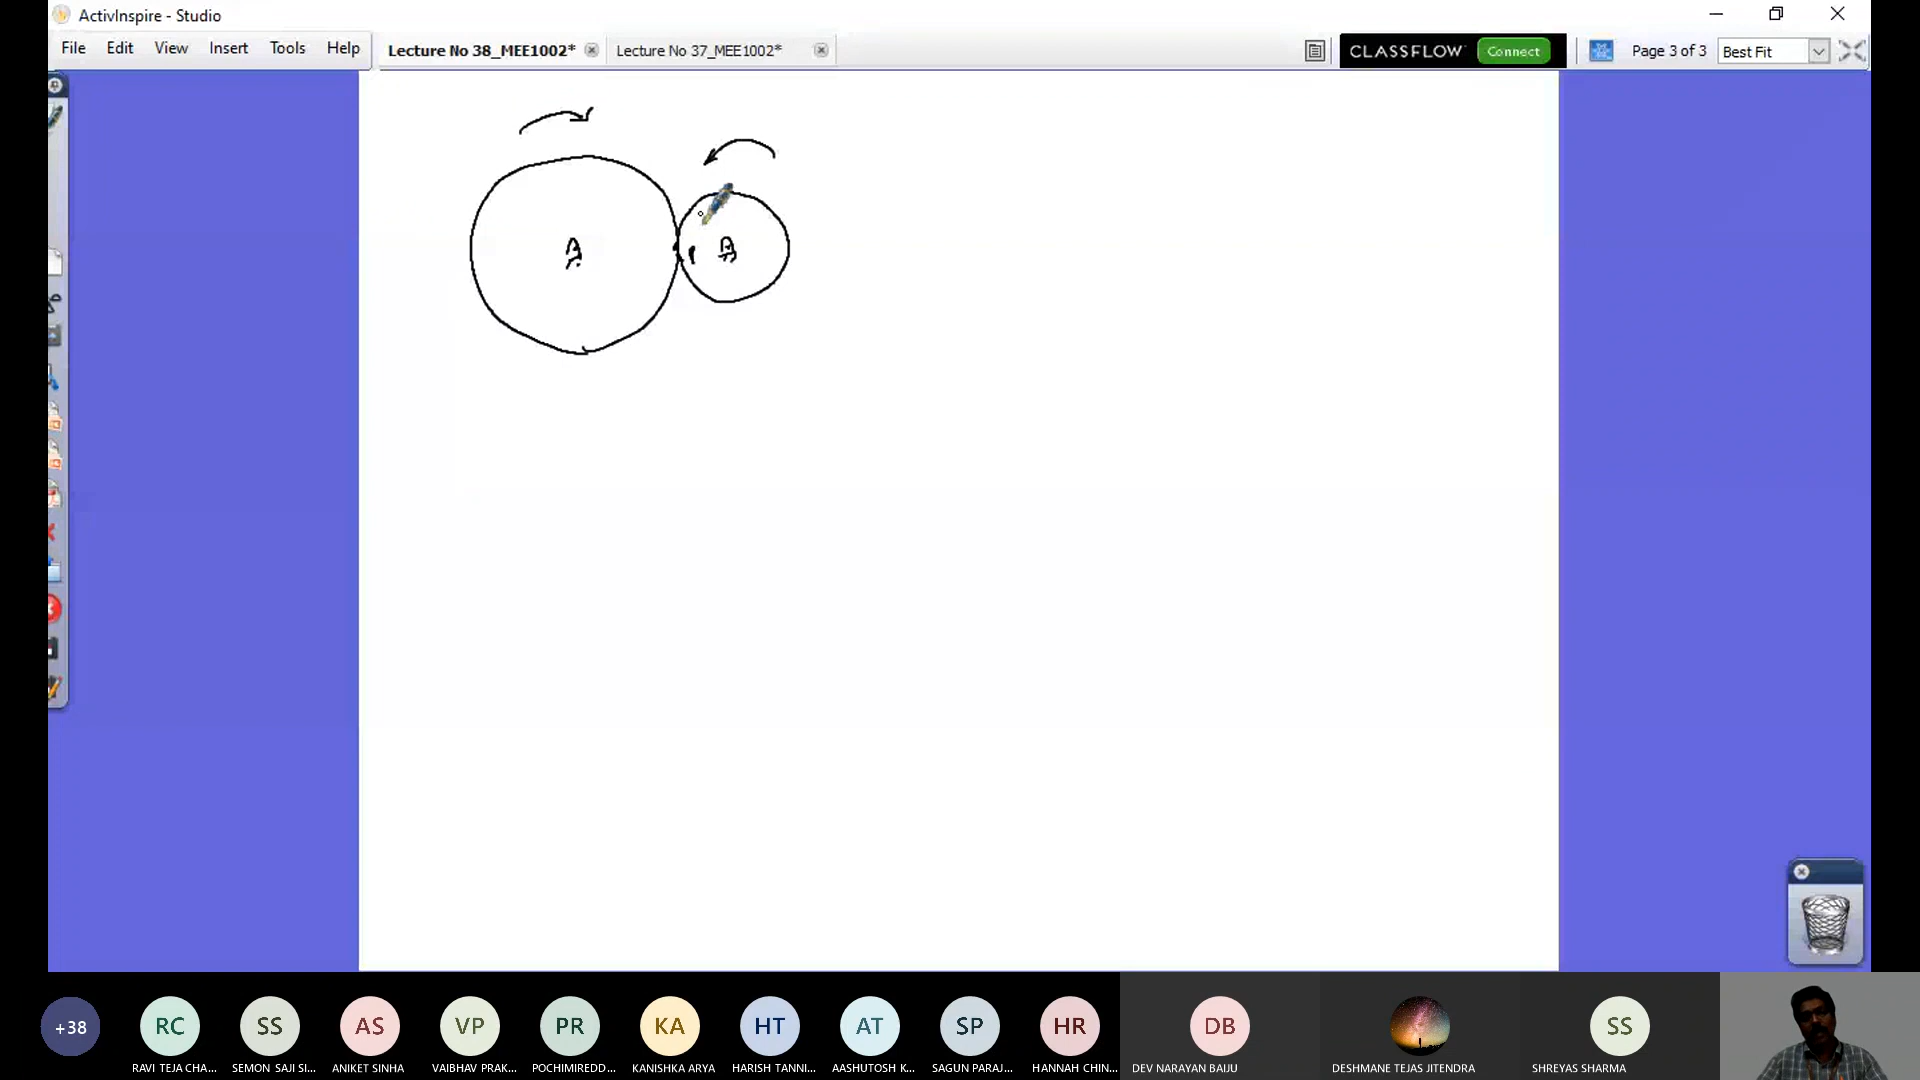 ActivInspire - Studio
File Edit View Insert Tools Help
Lecture No 38_MEE1002* Lecture No 37_MEE1002*
CLASSFLOW Connect
Page 3 of 3 Best Fit
+38 RC SS AS VP PR KA HT AT SP HR DB SS
RAVI TEJA CHA... SEMON SAJI SI... ANIKET SINHA VAIBHAV PRAK... POCHIMIREDD... KANISHKA ARYA HARISH TANNI... AASHUTOSH K... SAGUN PARAJ... HANNAH CHIN... DEV NARAYAN BAIJU DESHMANE TEJAS JITENDRA SHREYAS SHARMA